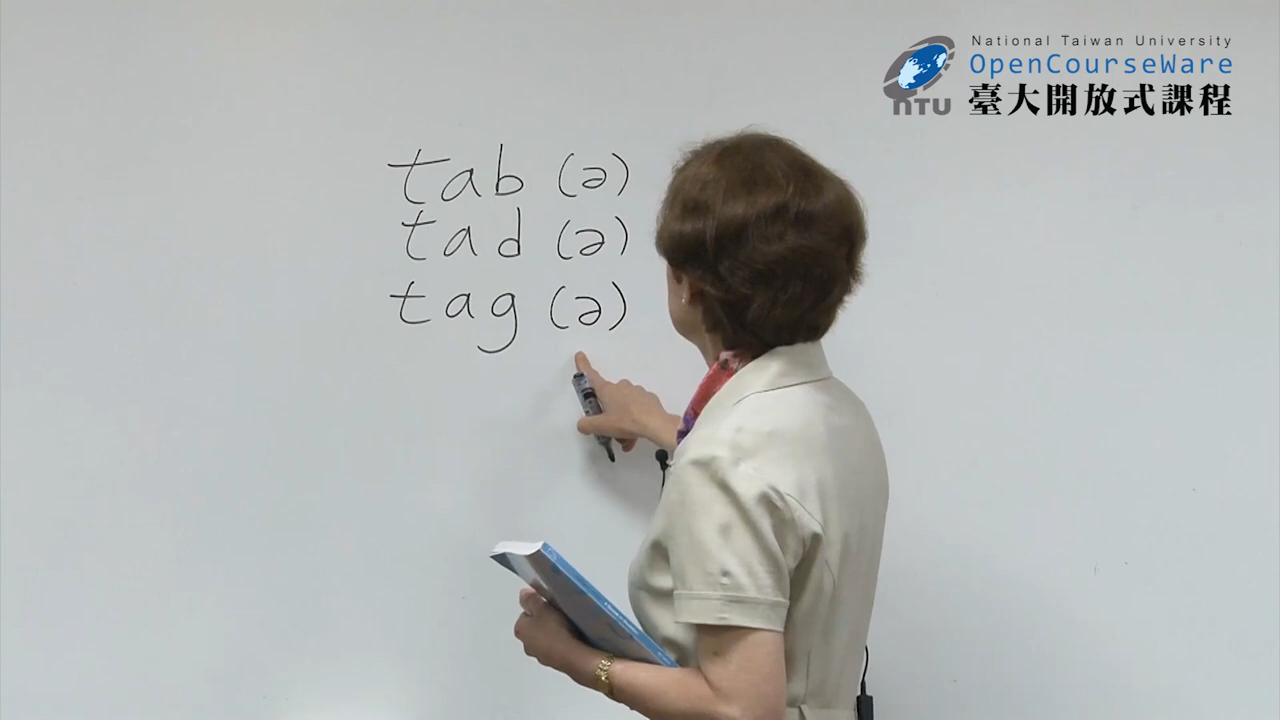 National Taiwan University
OpenCourseWare
NTU 臺大開放式課程
tab (ə)
tad (ə)
tag (ə)